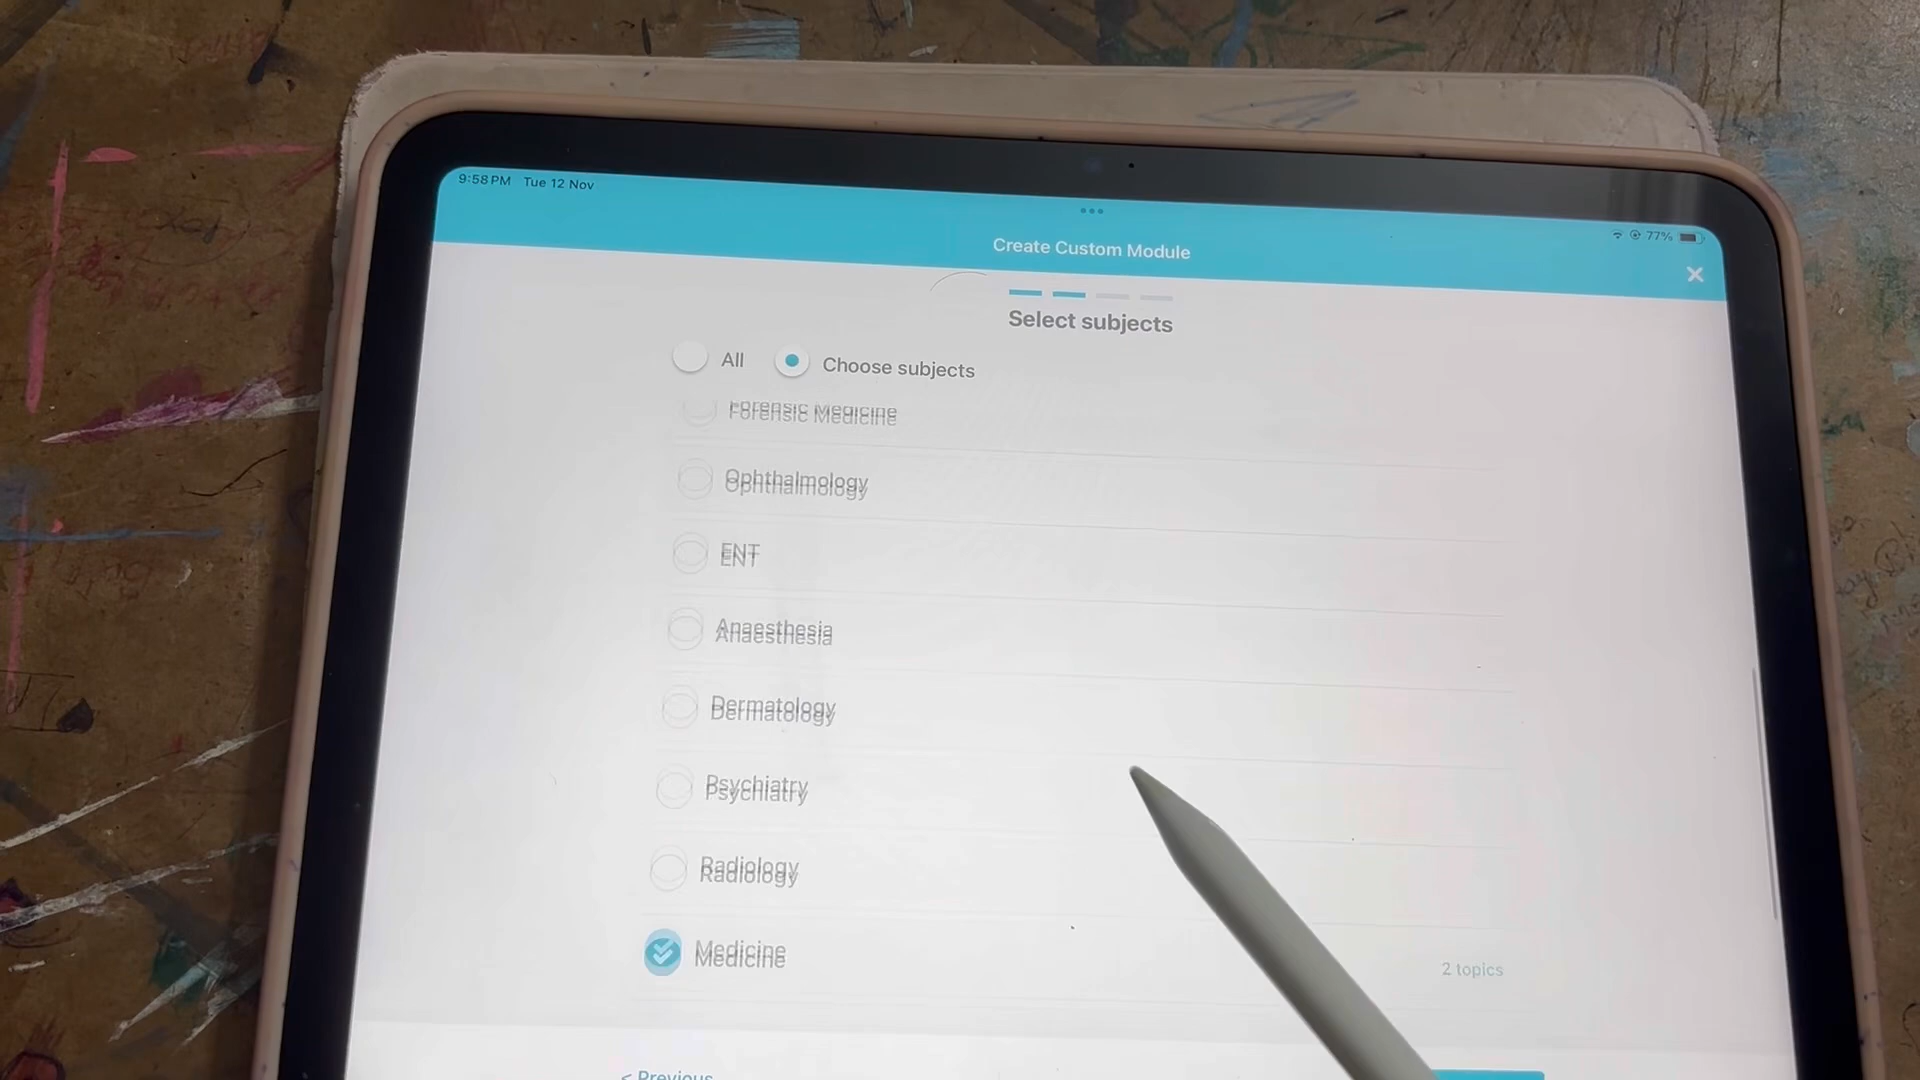 9:58 PM Tue 12 Nov
77%
Create Custom Module
Select subjects
All
Choose subjects
Forensic Medicine
Ophthalmology
ENT
Anaesthesia
Dermatology
Psychiatry
Radiology
Medicine
2 topics
< Previous